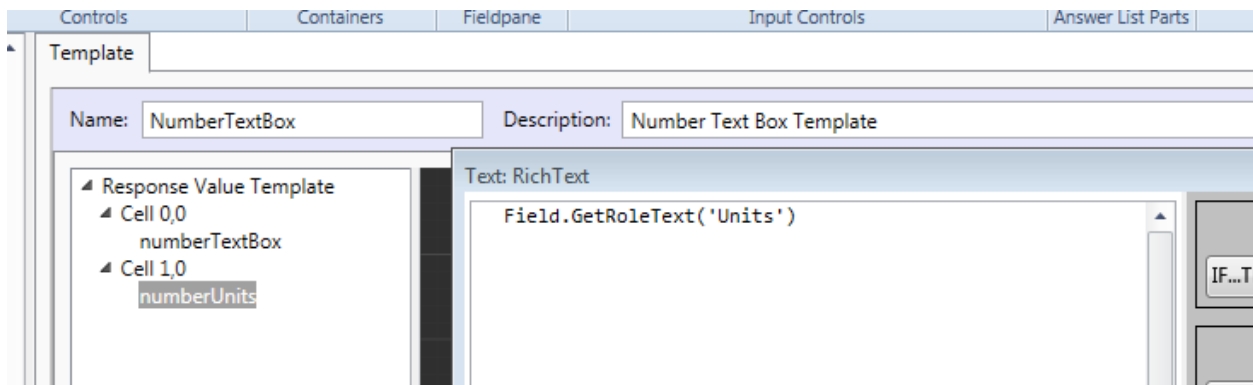 Controls Containers Fieldpane Input Controls Answer List Parts
Template
Name: NumberTextBox Description: Number Text Box Template
Text: RichText
Response Value Template
Field.GetRoleText('Units')
Cell 0,0
numberTextBox
Cell 1,0
IF...T
numberUnits